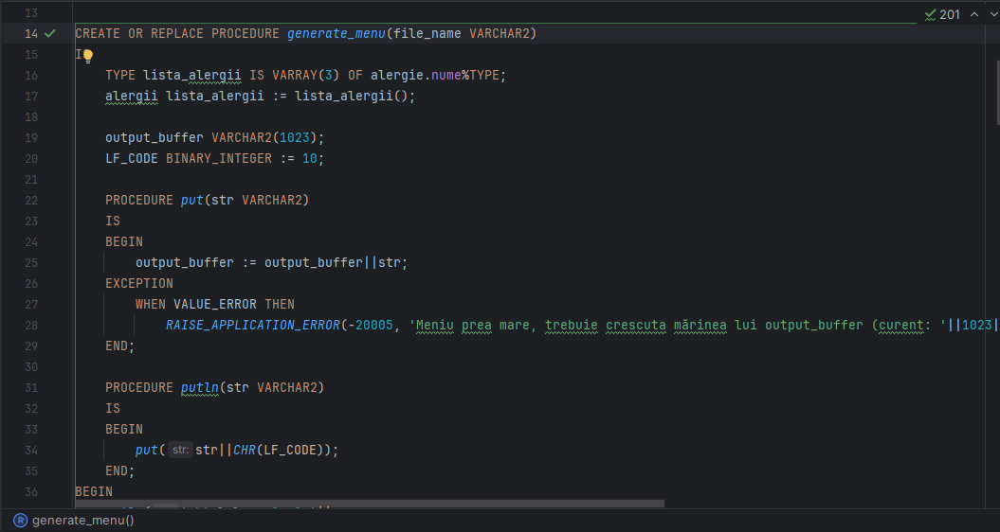 13
201
14 CREATE OR REPLACE PROCEDURE generate_menu(file_name VARCHAR2)
15 I
16 TYPE lista_alergii IS VARRAY(3) OF alergie.nume%TYPE;
17 alergii lista_alergii := lista_alergii();
18
19 output_buffer VARCHAR2(1023);
20 LF_CODE BINARY_INTEGER := 10;
21
22 PROCEDURE put(str VARCHAR2)
23 IS
24 BEGIN
25 output_buffer := output_buffer||str;
26 EXCEPTION
27 WHEN VALUE_ERROR THEN
28 RAISE_APPLICATION_ERROR(-20005, 'Meniu prea mare, trebuie crescuta mărinea lui output_buffer (curent: '||1023|
29 END;
30
31 PROCEDURE putln(str VARCHAR2)
32 IS
33 BEGIN
34 put( str: str||CHR(LF_CODE));
35 END;
36 BEGIN
R generate_menu()